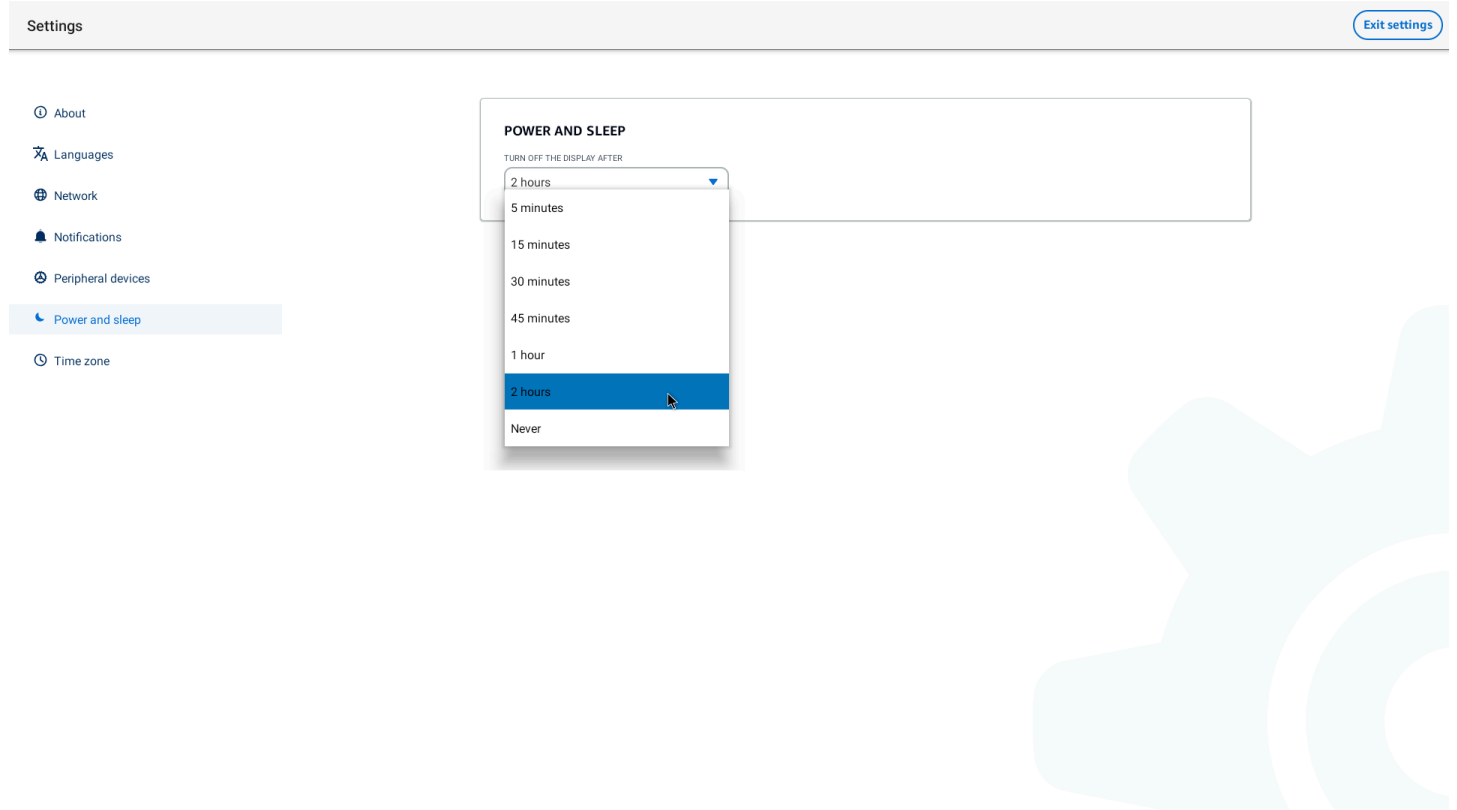 Settings
Exit settings
About
Languages
Network
Notifications
Peripheral devices
Power and sleep
Time zone
POWER AND SLEEP
TURN OFF THE DISPLAY AFTER
2 hours
5 minutes
15 minutes
30 minutes
45 minutes
1 hour
2 hours
Never